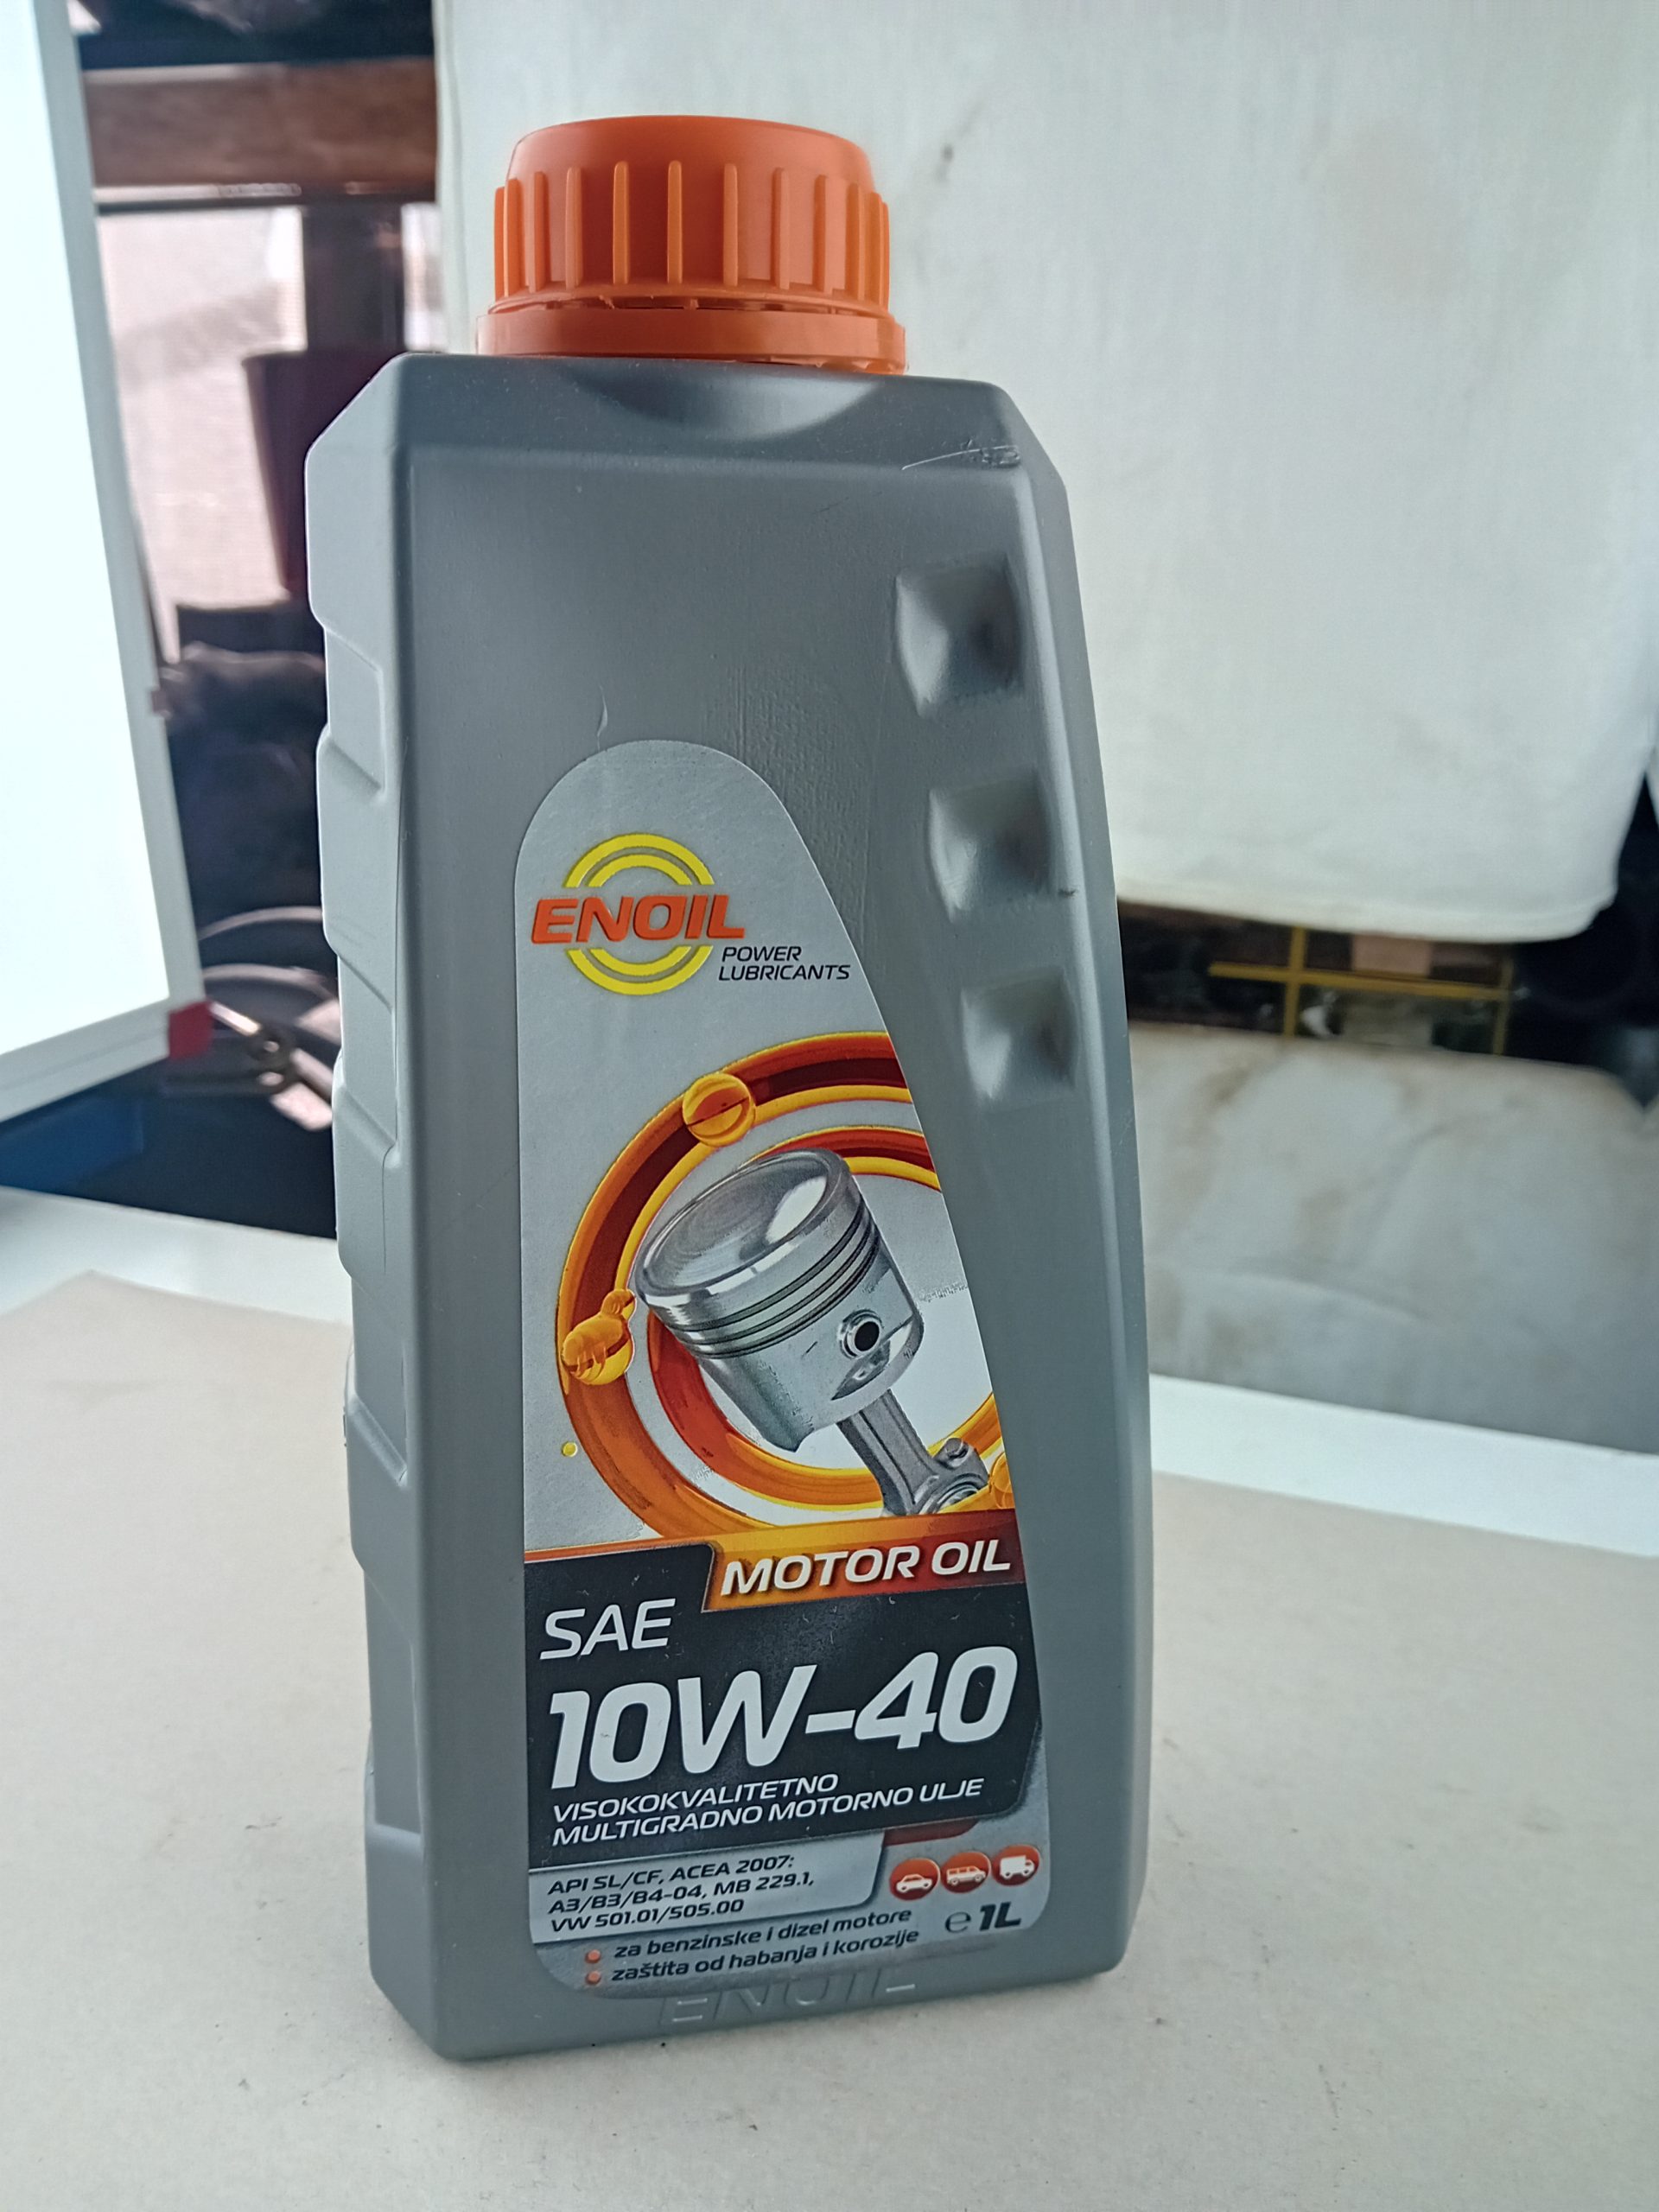 ENOIL
POWER
LUBRICANTS
MOTOR OIL
SAE
10W-40
VISOKOKVALITETNO
MULTIGRADNO MOTORNO ULJE
API SL/CF, ACEA 2007:
A3/B3/B4-04, MB 229.1,
VW 501.01/505.00
e 1L
za benzinske i dizel motore
zaštita od habanja i korozije
ENOIL